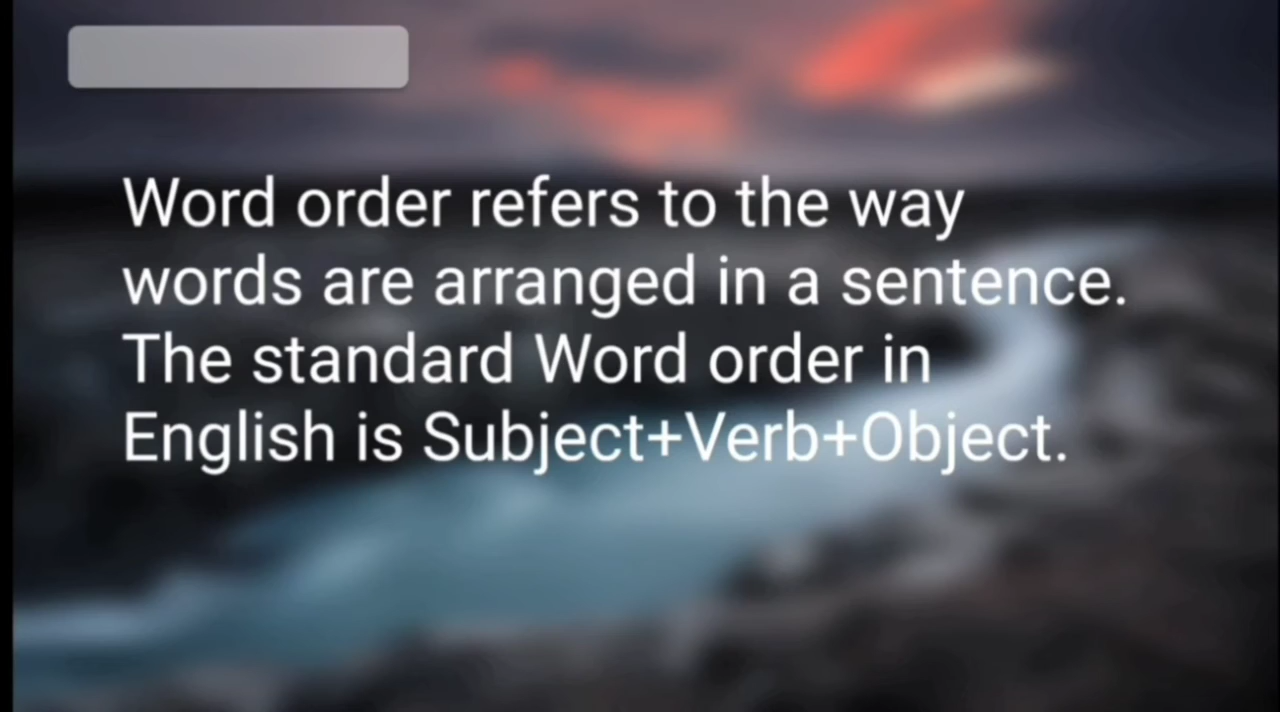 Word order refers to the way
words are arranged in a sentence.
The standard Word order in
English is Subject+Verb+Object.